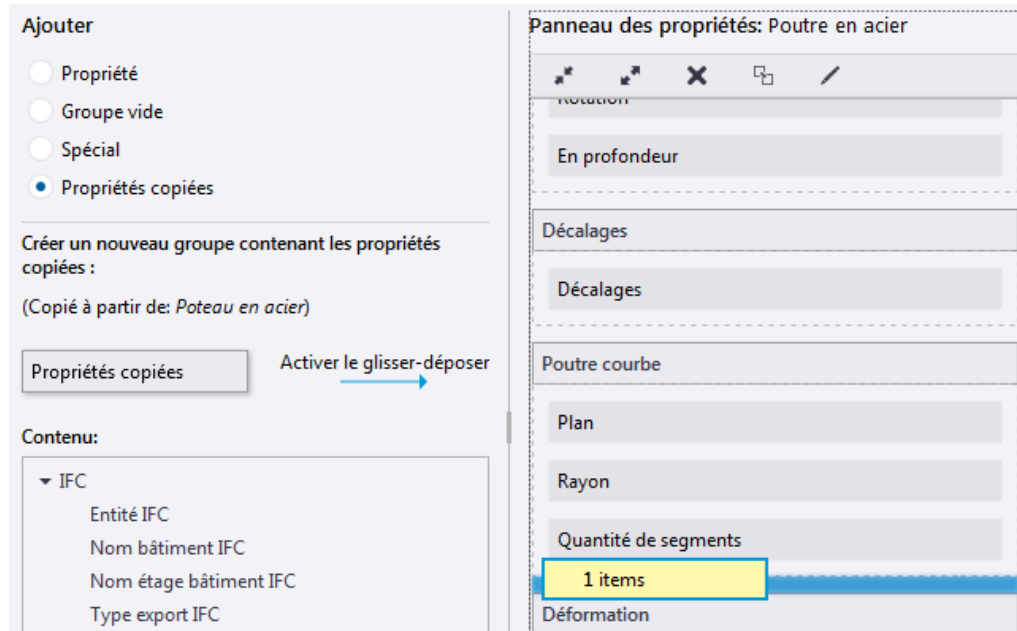 Ajouter
Propriété
Groupe vide
Spécial
Propriétés copiées
Créer un nouveau groupe contenant les propriétés
copiées :
(Copié à partir de: Poteau en acier)
Propriétés copiées
Activer le glisser-déposer
Contenu:
IFC
Entité IFC
Nom bâtiment IFC
Nom étage bâtiment IFC
Type export IFC
Panneau des propriétés: Poutre en acier
Rotation
En profondeur
Décalages
Décalages
Poutre courbe
Plan
Rayon
Quantité de segments
1 items
Déformation